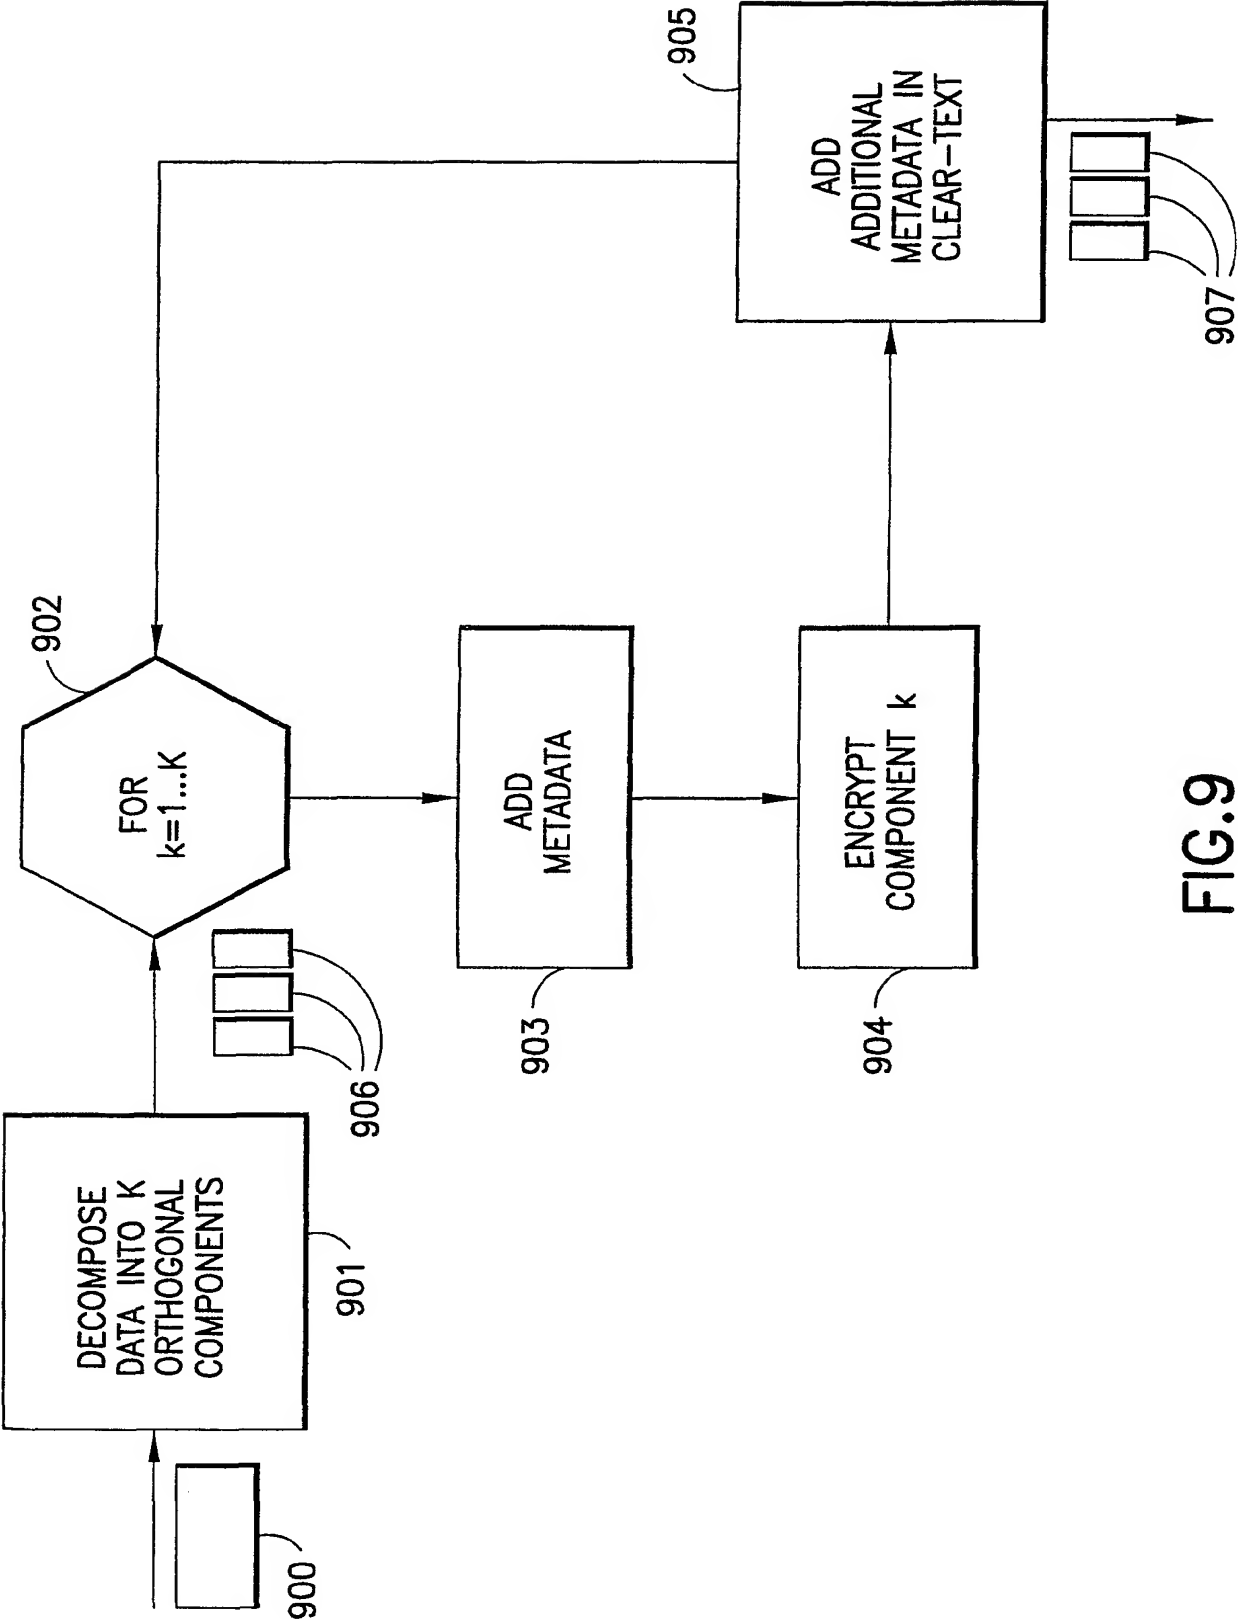 900
DECOMPOSE
DATA INTO K
ORTHOGONAL
COMPONENTS
901
906
FOR
k=1...K
902
ADD
METADATA
903
ENCRYPT
COMPONENT k
904
ADD
ADDITIONAL
METADATA IN
CLEAR-TEXT
905
907
FIG.9